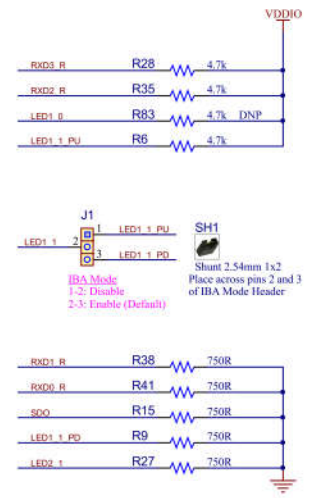 VDDIO
RXD3_R R28 4.7k
RXD2_R R35 4.7k
LED1_0 R83 4.7k DNP
LED1_1_PU R6 4.7k
J1
1 LED1_1_PU
LED1_1 2
3 LED1_1_PD
SH1
Shunt 2.54mm 1x2
Place across pins 2 and 3
of IBA Mode Header
IBA Mode
1-2: Disable
2-3: Enable (Default)
RXD1_R R38 750R
RXD0_R R41 750R
SDO R15 750R
LED1_1_PD R9 750R
LED2_1 R27 750R